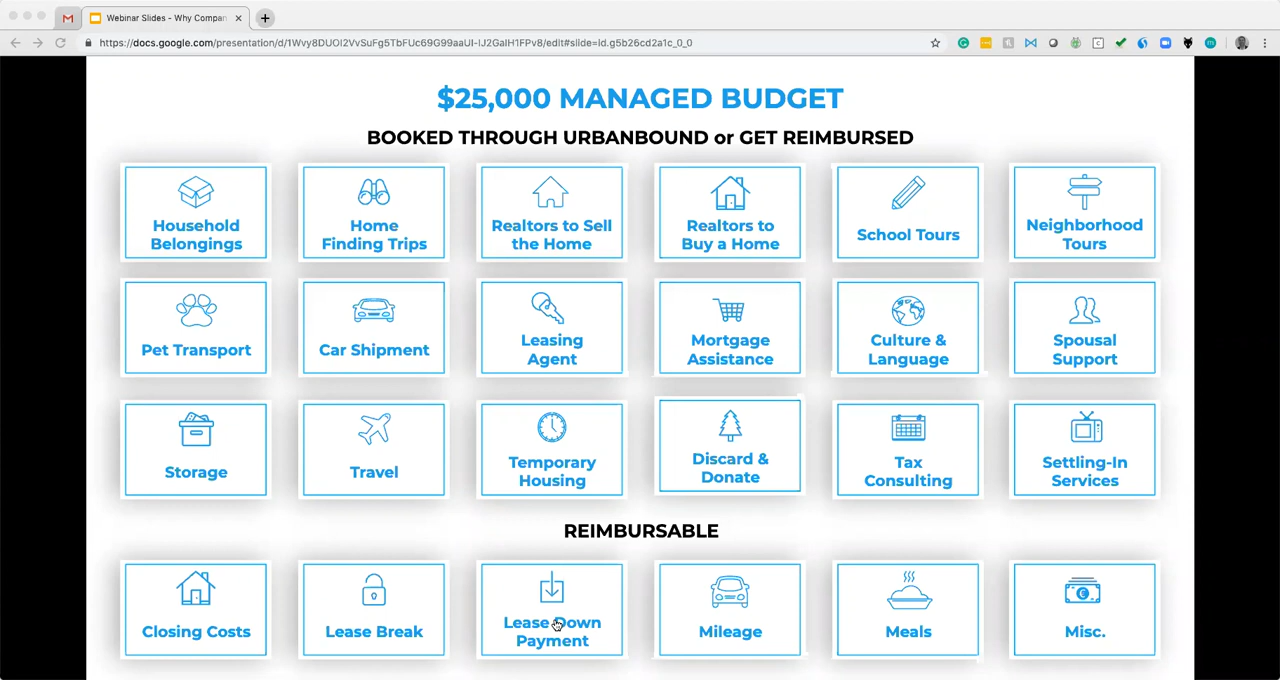 Webinar Slides - Why Compan
https://docs.google.com/presentation/d/1Wvy8DUOI2VvSuFg5TbFUc69G99aaUI-IJ2GaIH1FPv8/edit#slide=id.g5b26cd2a1c_0_0
$25,000 MANAGED BUDGET
BOOKED THROUGH URBANBOUND or GET REIMBURSED
Household
Belongings
Home
Finding Trips
Realtors to Sell
the Home
Realtors to
Buy a Home
School Tours
Neighborhood
Tours
Pet Transport
Car Shipment
Leasing
Agent
Mortgage
Assistance
Culture &
Language
Spousal
Support
Storage
Travel
Temporary
Housing
Discard &
Donate
Tax
Consulting
Settling-In
Services
REIMBURSABLE
Closing Costs
Lease Break
Lease Down
Payment
Mileage
Meals
Misc.